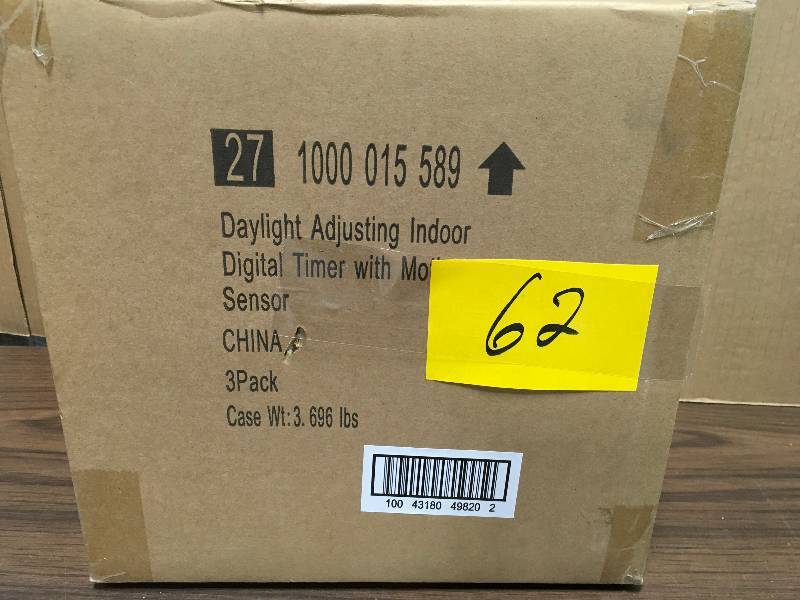 27 1000 015 589
Daylight Adjusting Indoor
Digital Timer with
Sensor
62
CHINA
3Pack
Case Wt:3. 696 lbs
100 43180 49820 2